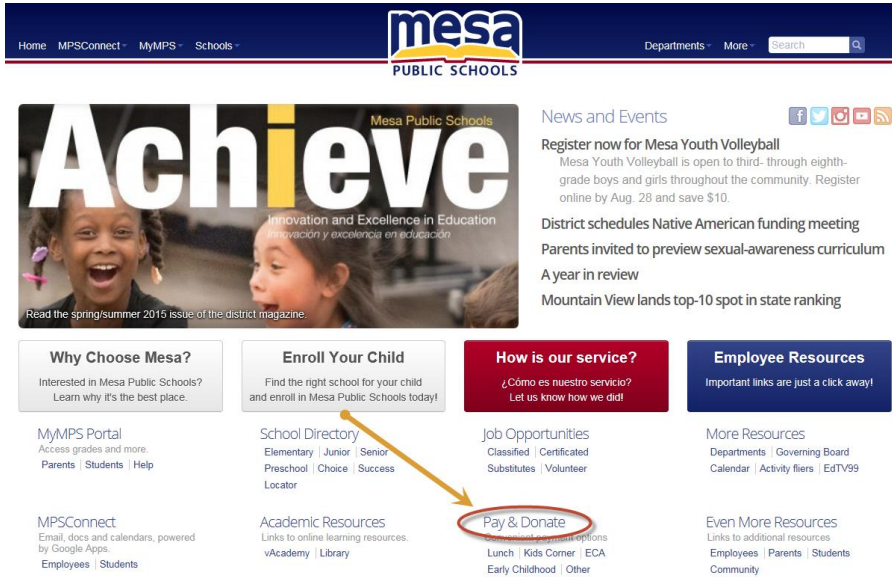 mesa
PUBLIC SCHOOLS
Home MPSConnect MyMPS Schools
Departments More Search
Achieve
Mesa Public Schools
Innovation and Excellence in Education
Innovación y excelencia en educación
Read the spring/summer 2015 issue of the district magazine.
News and Events
Register now for Mesa Youth Volleyball
Mesa Youth Volleyball is open to third- through eighth-
grade boys and girls throughout the community. Register
online by Aug. 28 and save $10.
District schedules Native American funding meeting
Parents invited to preview sexual-awareness curriculum
A year in review
Mountain View lands top-10 spot in state ranking
Why Choose Mesa?
Interested in Mesa Public Schools?
Learn why it's the best place.
Enroll Your Child
Find the right school for your child
and enroll in Mesa Public Schools today!
How is our service?
¿Cómo es nuestro servicio?
Let us know how we did!
Employee Resources
Important links are just a click away!
MyMPS Portal
Access grades and more.
Parents | Students | Help
School Directory
Elementary | Junior | Senior
Preschool | Choice | Success
Locator
Job Opportunities
Classified | Certificated
Substitutes | Volunteer
More Resources
Departments | Governing Board
Calendar | Activity fliers | EdTV99
MPSConnect
Email, docs and calendars, powered
by Google Apps.
Employees | Students
Academic Resources
Links to online learning resources.
vAcademy | Library
Pay & Donate
Convenient payment options
Lunch | Kids Corner | ECA
Early Childhood | Other
Even More Resources
Links to additional resources
Employees | Parents | Students
Community